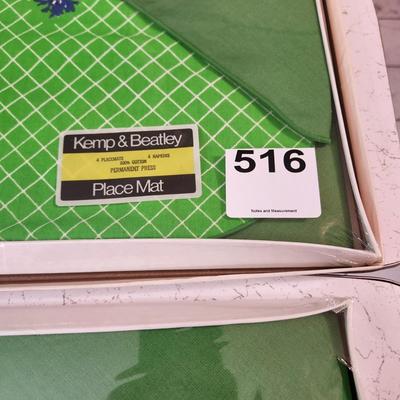 Kemp & Beatley
4 PLACEMATS 4 NAPKINS
100% COTTON
PERMANENT PRESS
Place Mat
516
Notes and Measurement